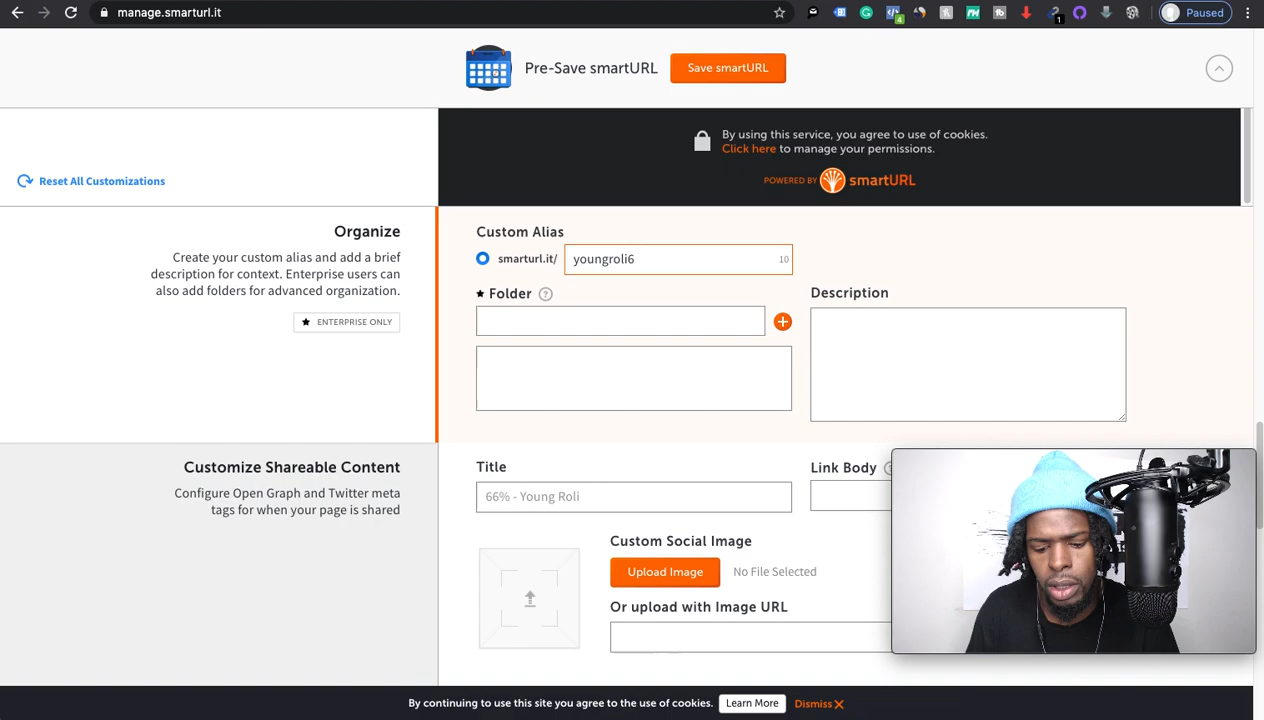 manage.smarturl.it
4
1
Paused
Pre-Save smartURL
Save smartURL
By using this service, you agree to use of cookies.
Click here to manage your permissions.
POWERED BY smartURL
Reset All Customizations
Organize
Create your custom alias and add a brief
description for context. Enterprise users can
also add folders for advanced organization.
★ ENTERPRISE ONLY
Custom Alias
smarturl.it/ youngroli6 10
★ Folder ?
Description
Customize Shareable Content
Configure Open Graph and Twitter meta
tags for when your page is shared
Title
66% - Young Roli
Link Body
Custom Social Image
Upload Image No File Selected
Or upload with Image URL
By continuing to use this site you agree to the use of cookies. Learn More Dismiss